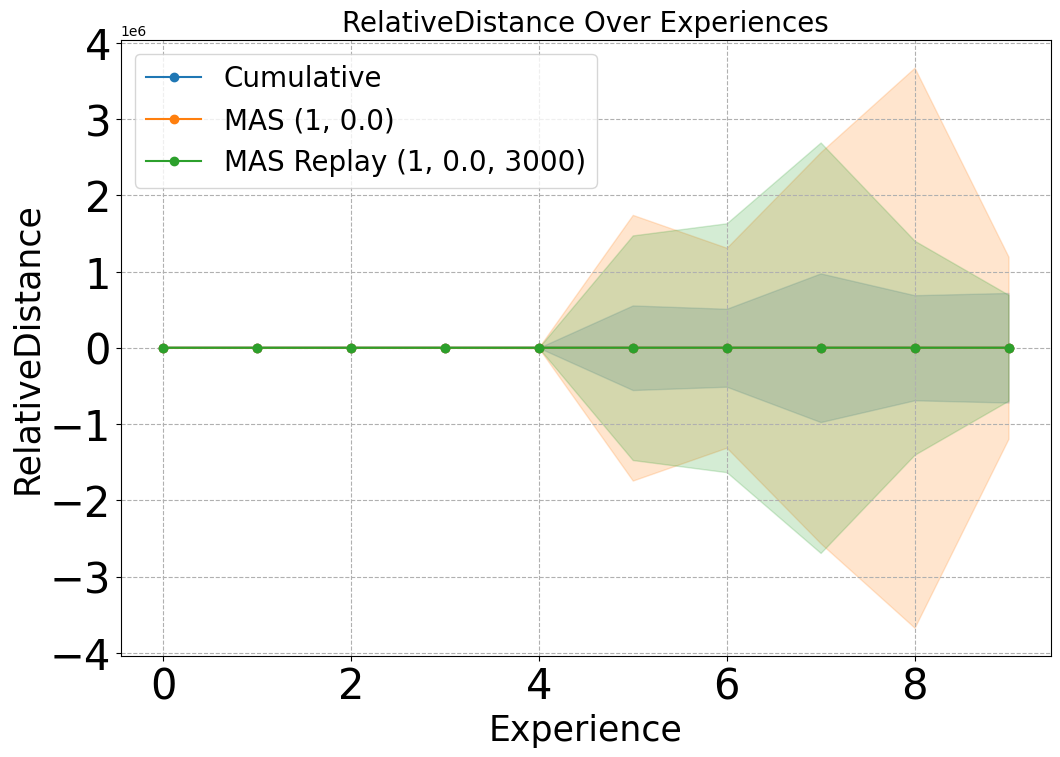 RelativeDistance Over Experiences
1e6
4
3
2
1
0
−1
−2
−3
−4
RelativeDistance
Cumulative
MAS (1, 0.0)
MAS Replay (1, 0.0, 3000)
0 2 4 6 8
Experience